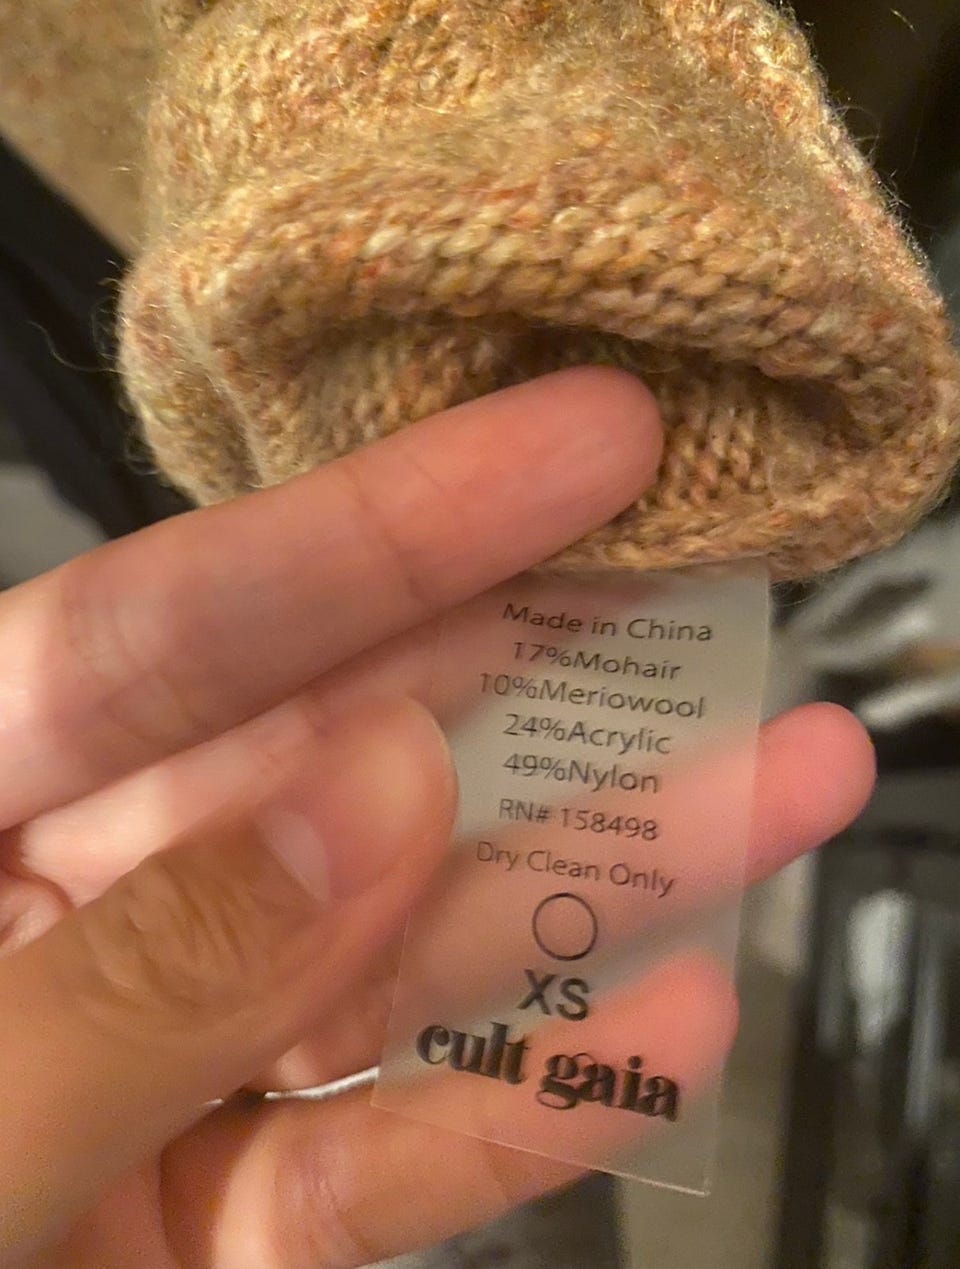 Made in China
17%Mohair
10%Meriowool
24%Acrylic
49%Nylon
RN# 158498
Dry Clean Only
XS
cult gaia